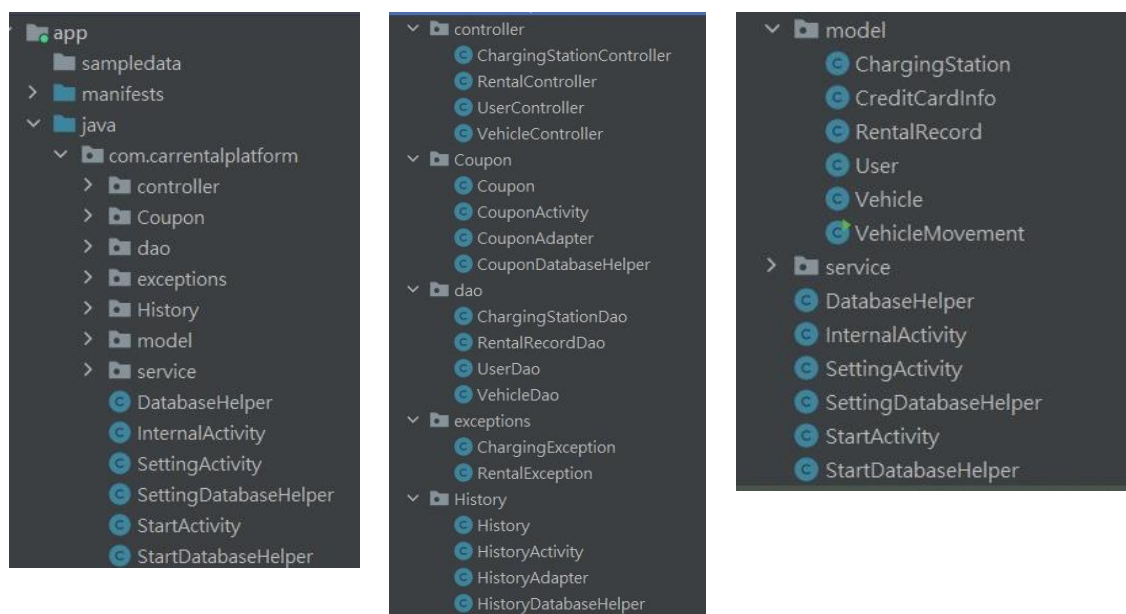 app
sampledata
manifests
java
com.carrentalplatform
controller
Coupon
dao
exceptions
History
model
service
DatabaseHelper
InternalActivity
SettingActivity
SettingDatabaseHelper
StartActivity
StartDatabaseHelper
controller
ChargingStationController
RentalController
UserController
VehicleController
Coupon
Coupon
CouponActivity
CouponAdapter
CouponDatabaseHelper
dao
ChargingStationDao
RentalRecordDao
UserDao
VehicleDao
exceptions
ChargingException
RentalException
History
History
HistoryActivity
HistoryAdapter
HistoryDatabaseHelper
model
ChargingStation
CreditCardInfo
RentalRecord
User
Vehicle
VehicleMovement
service
DatabaseHelper
InternalActivity
SettingActivity
SettingDatabaseHelper
StartActivity
StartDatabaseHelper